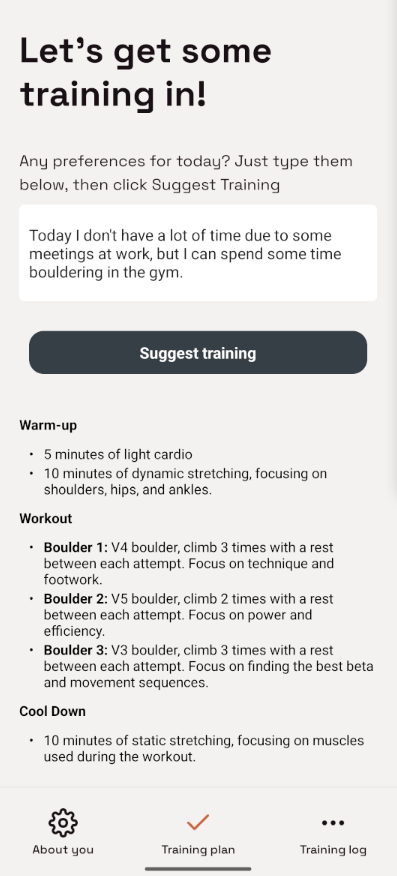 Let's get some
training in!
Any preferences for today? Just type them
below, then click Suggest Training
Today I don't have a lot of time due to some
meetings at work, but I can spend some time
bouldering in the gym.
Suggest training
Warm-up
• 5 minutes of light cardio
• 10 minutes of dynamic stretching, focusing on
shoulders, hips, and ankles.
Workout
• Boulder 1: V4 boulder, climb 3 times with a rest
between each attempt. Focus on technique and
footwork.
• Boulder 2: V5 boulder, climb 2 times with a rest
between each attempt. Focus on power and
efficiency.
• Boulder 3: V3 boulder, climb 3 times with a rest
between each attempt. Focus on finding the best beta
and movement sequences.
Cool Down
• 10 minutes of static stretching, focusing on muscles
used during the workout.
About you
Training plan
Training log